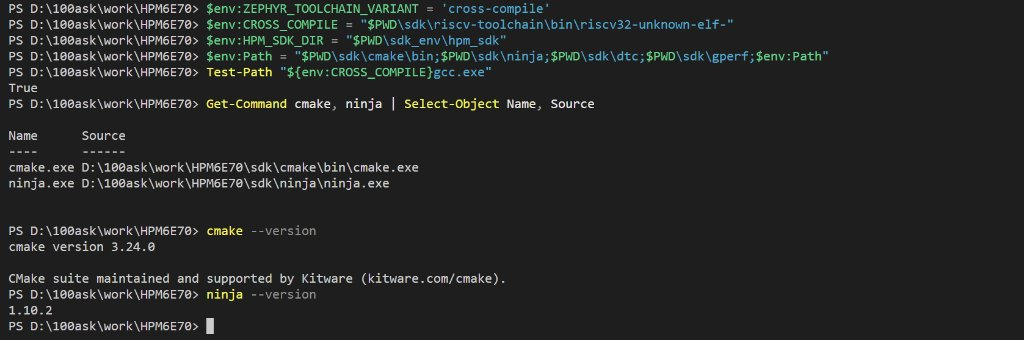 PS D:\100ask\work\HPM6E70> $env:ZEPHYR_TOOLCHAIN_VARIANT = 'cross-compile'
PS D:\100ask\work\HPM6E70> $env:CROSS_COMPILE = "$PWD\sdk\riscv-toolchain\bin\riscv32-unknown-elf-"
PS D:\100ask\work\HPM6E70> $env:HPM_SDK_DIR = "$PWD\sdk_env\hpm_sdk"
PS D:\100ask\work\HPM6E70> $env:Path = "$PWD\sdk\cmake\bin;$PWD\sdk\ninja;$PWD\sdk\dtc;$PWD\sdk\gperf;$env:Path"
PS D:\100ask\work\HPM6E70> Test-Path "${env:CROSS_COMPILE}gcc.exe"
True
PS D:\100ask\work\HPM6E70> Get-Command cmake, ninja | Select-Object Name, Source
Name      Source
----      ------
cmake.exe D:\100ask\work\HPM6E70\sdk\cmake\bin\cmake.exe
ninja.exe D:\100ask\work\HPM6E70\sdk\ninja\ninja.exe
PS D:\100ask\work\HPM6E70> cmake --version
cmake version 3.24.0
CMake suite maintained and supported by Kitware (kitware.com/cmake).
PS D:\100ask\work\HPM6E70> ninja --version
1.10.2
PS D:\100ask\work\HPM6E70>